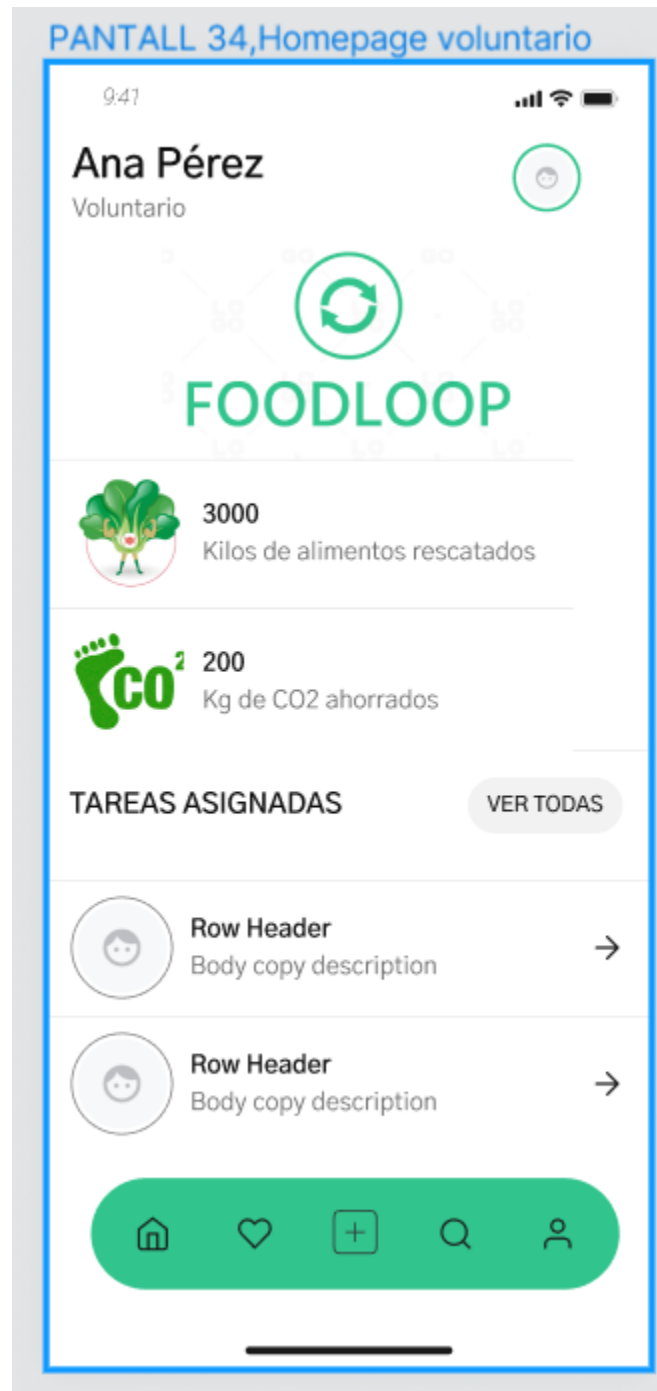 PANTALL 34,Homepage voluntario
9:41
Ana Pérez
Voluntario
FOODLOOP
3000
Kilos de alimentos rescatados
CO2
200
Kg de CO2 ahorrados
TAREAS ASIGNADAS
VER TODAS
Row Header
Body copy description
Row Header
Body copy description